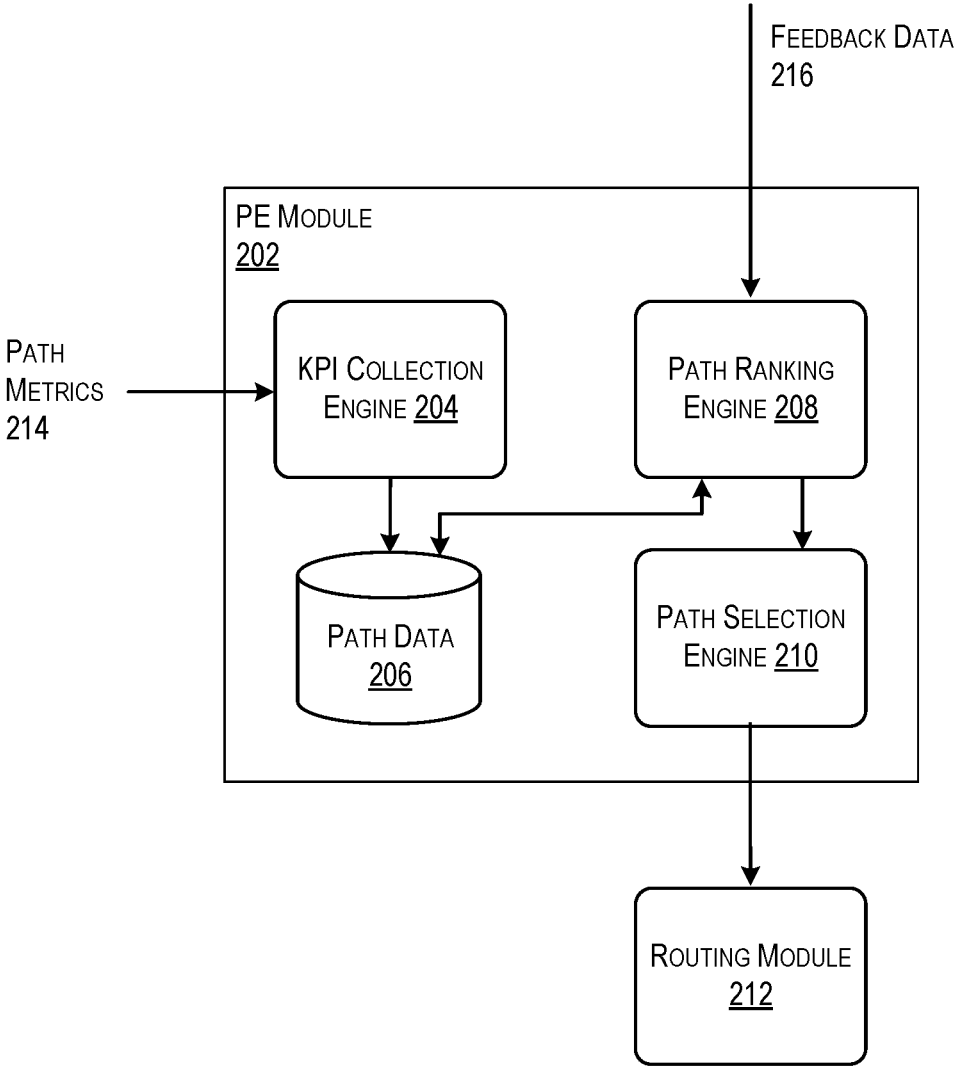 FEEDBACK DATA
216
PE MODULE
202
PATH
METRICS
214
KPI COLLECTION
ENGINE 204
PATH RANKING
ENGINE 208
PATH DATA
206
PATH SELECTION
ENGINE 210
ROUTING MODULE
212